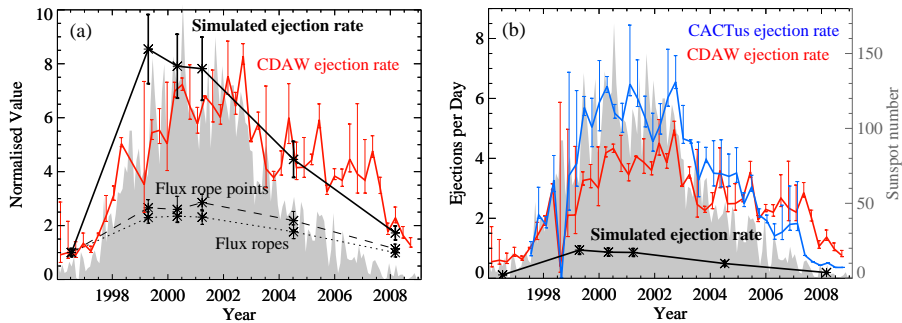 (a)
Simulated ejection rate
CDAW ejection rate
Flux rope points
Flux ropes
Normalised Value
10
8
6
4
2
0
1998
2000
2002
2004
2006
2008
Year
(b)
CACTus ejection rate
CDAW ejection rate
Simulated ejection rate
Ejections per Day
8
6
4
2
0
1998
2000
2002
2004
2006
2008
Year
150
100
50
0
Sunspot number